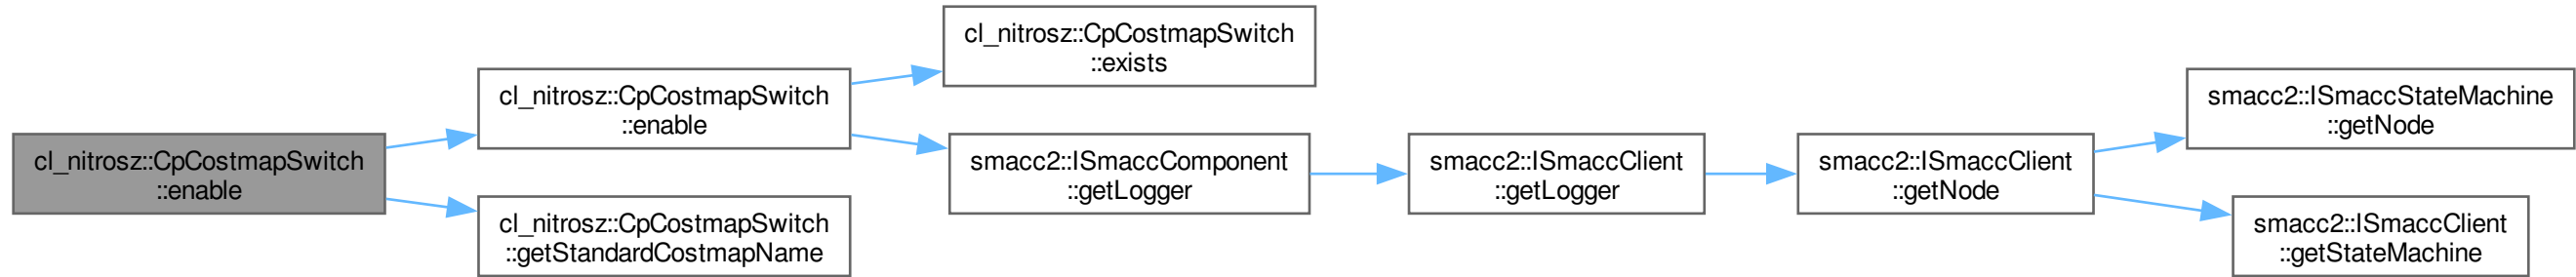 cl_nitrosz::CpCostmapSwitch
::enable
cl_nitrosz::CpCostmapSwitch
::enable
cl_nitrosz::CpCostmapSwitch
::getStandardCostmapName
cl_nitrosz::CpCostmapSwitch
::exists
smacc2::ISmaccComponent
::getLogger
smacc2::ISmaccClient
::getLogger
smacc2::ISmaccClient
::getNode
smacc2::ISmaccStateMachine
::getNode
smacc2::ISmaccClient
::getStateMachine